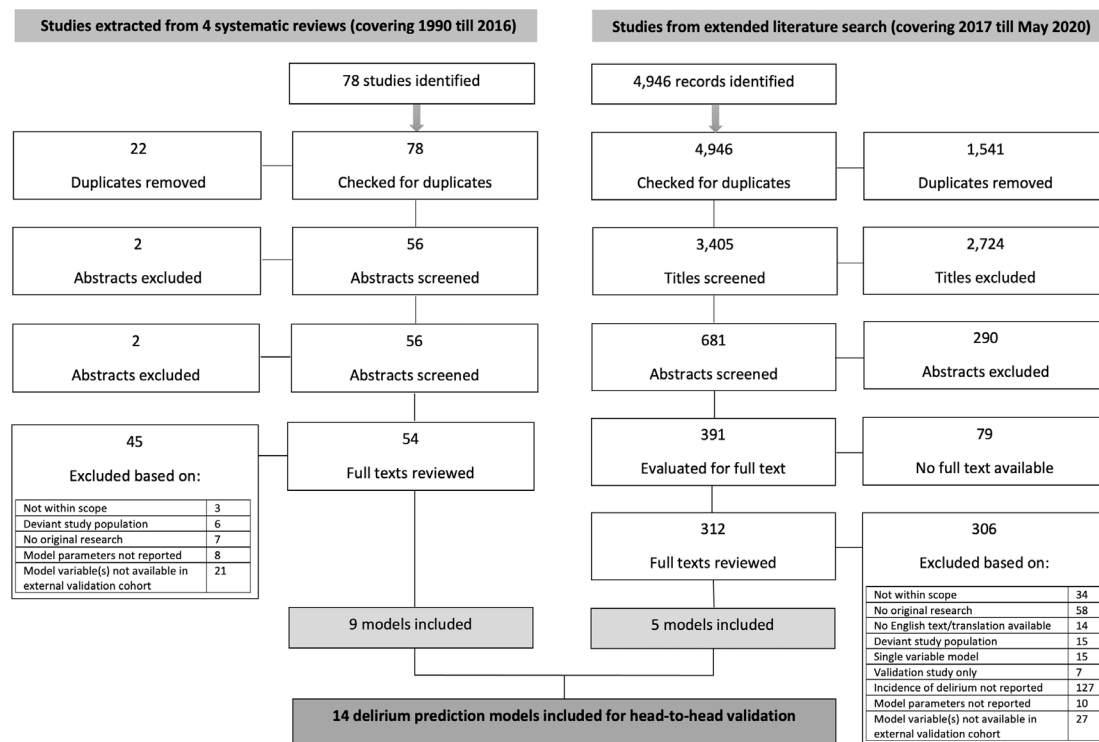 Studies extracted from 4 systematic reviews (covering 1990 till 2016)
78 studies identified
22
Duplicates removed
78
Checked for duplicates
2
Abstracts excluded
56
Abstracts screened
2
Abstracts excluded
56
Abstracts screened
45
Excluded based on:
Not within scope 3
Deviant study population 6
No original research 7
Model parameters not reported 8
Model variable(s) not available in 21
external validation cohort
54
Full texts reviewed
9 models included
Studies from extended literature search (covering 2017 till May 2020)
4,946 records identified
4,946
Checked for duplicates
1,541
Duplicates removed
3,405
Titles screened
2,724
Titles excluded
681
Abstracts screened
290
Abstracts excluded
391
Evaluated for full text
79
No full text available
312
Full texts reviewed
306
Excluded based on:
Not within scope 34
No original research 58
No English text/translation available 14
Deviant study population 15
Single variable model 15
Validation study only 7
Incidence of delirium not reported 127
Model parameters not reported 10
Model variable(s) not available in 27
external validation cohort
5 models included
14 delirium prediction models included for head-to-head validation